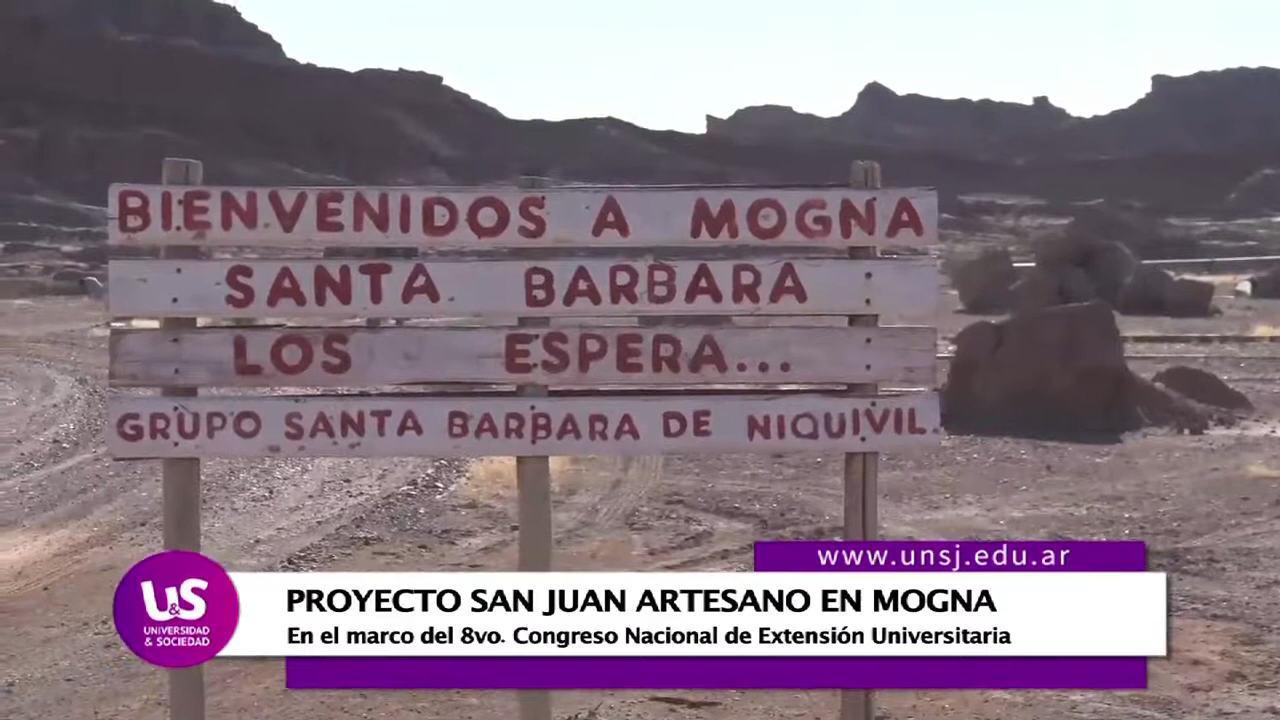 BIENVENIDOS A MOGNA
SANTA BARBARA
LOS ESPERA...
GRUPO SANTA BARBARA DE NIQUIVIL.
www.unsj.edu.ar
U&S
UNIVERSIDAD
& SOCIEDAD
PROYECTO SAN JUAN ARTESANO EN MOGNA
En el marco del 8vo. Congreso Nacional de Extensión Universitaria